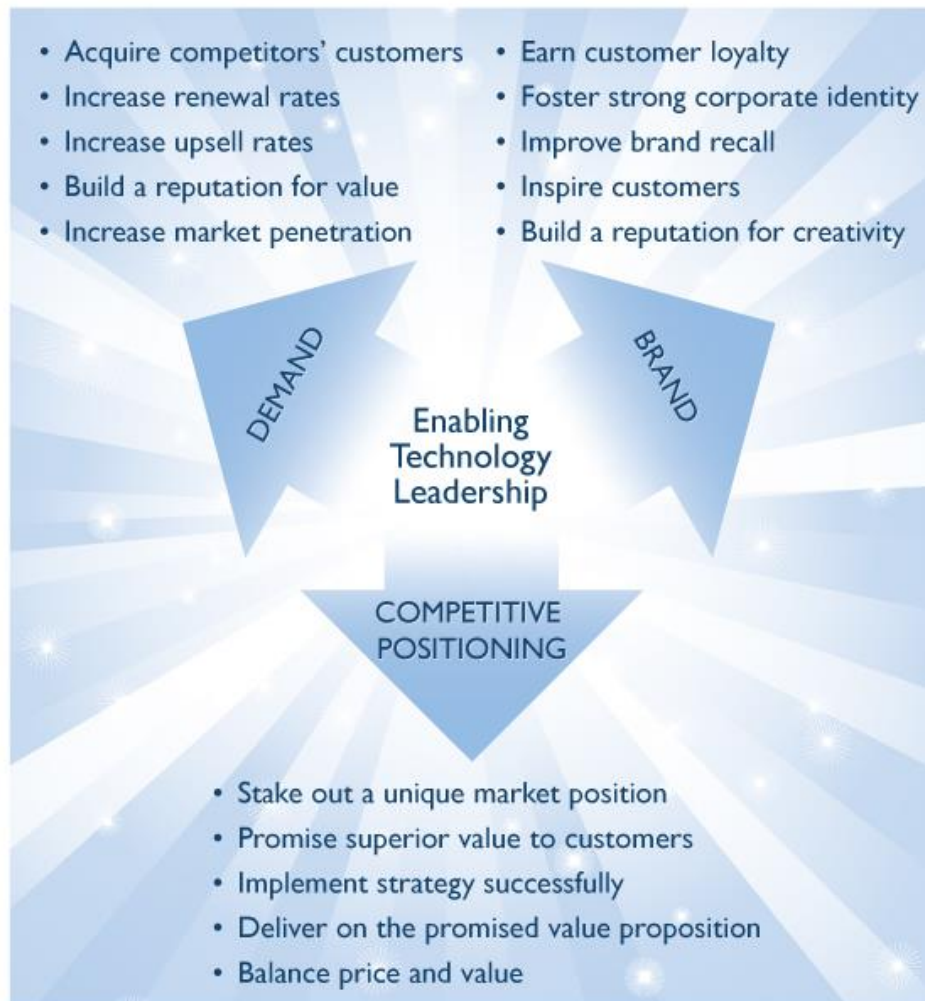 • Acquire competitors' customers
• Increase renewal rates
• Increase upsell rates
• Build a reputation for value
• Increase market penetration
• Earn customer loyalty
• Foster strong corporate identity
• Improve brand recall
• Inspire customers
• Build a reputation for creativity
DEMAND
BRAND
Enabling
Technology
Leadership
COMPETITIVE
POSITIONING
• Stake out a unique market position
• Promise superior value to customers
• Implement strategy successfully
• Deliver on the promised value proposition
• Balance price and value